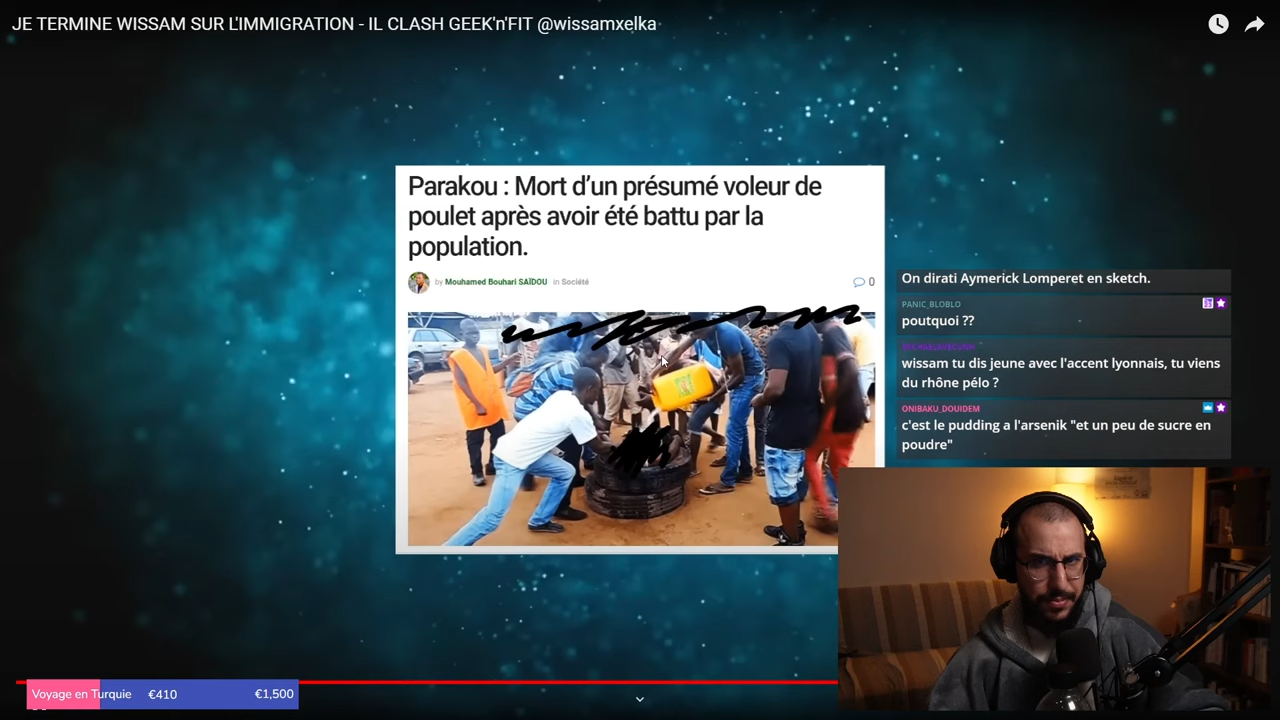 JE TERMINE WISSAM SUR L'IMMIGRATION - IL CLASH GEEK'n'FIT @wissamxelka
Parakou : Mort d'un présumé voleur de
poulet après avoir été battu par la
population.
by Mouhamed Bouhari SAÏDOU in Société
0
On dirati Aymerick Lomperet en sketch.
PANIC_BLOBLO
poutquoi ??
wissam tu dis jeune avec l'accent lyonnais, tu viens
du rhône pélo ?
ONIBAKU_DOUIDEM
c'est le pudding a l'arsenik "et un peu de sucre en
poudre"
Voyage en Turquie €410 €1,500